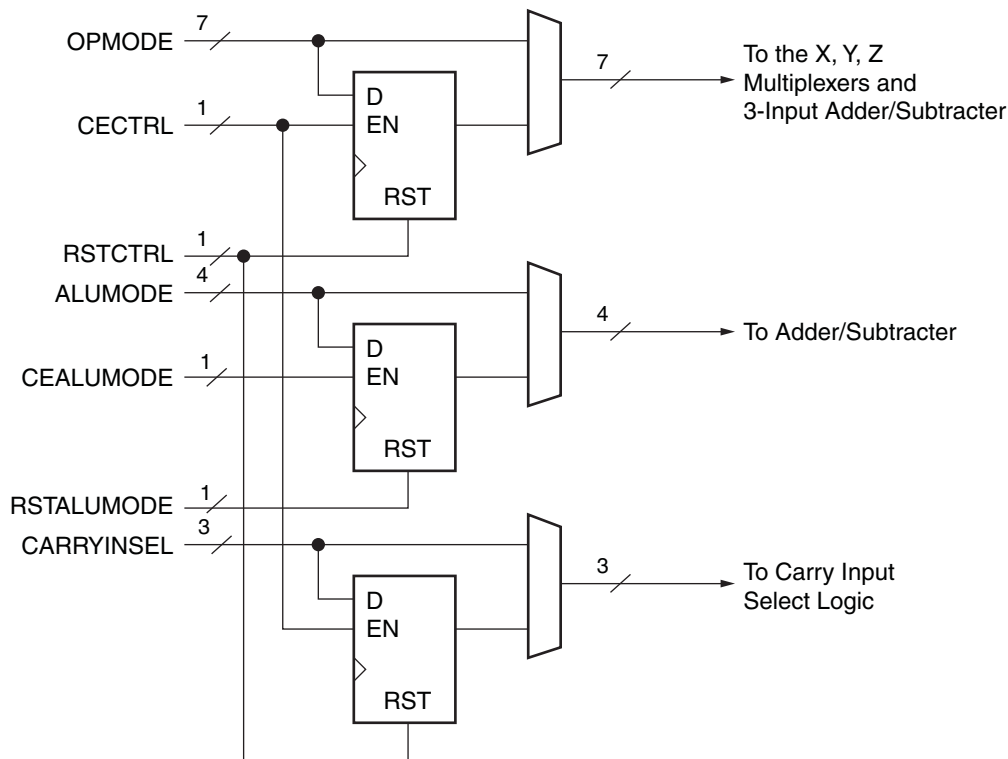 OPMODE
7
CECTRL
1
D
EN
RST
7
To the X, Y, Z
Multiplexers and
3-Input Adder/Subtracter
RSTCTRL
1
ALUMODE
4
CEALUMODE
1
D
EN
RST
4
To Adder/Subtracter
RSTALUMODE
1
CARRYINSEL
3
D
EN
RST
3
To Carry Input
Select Logic